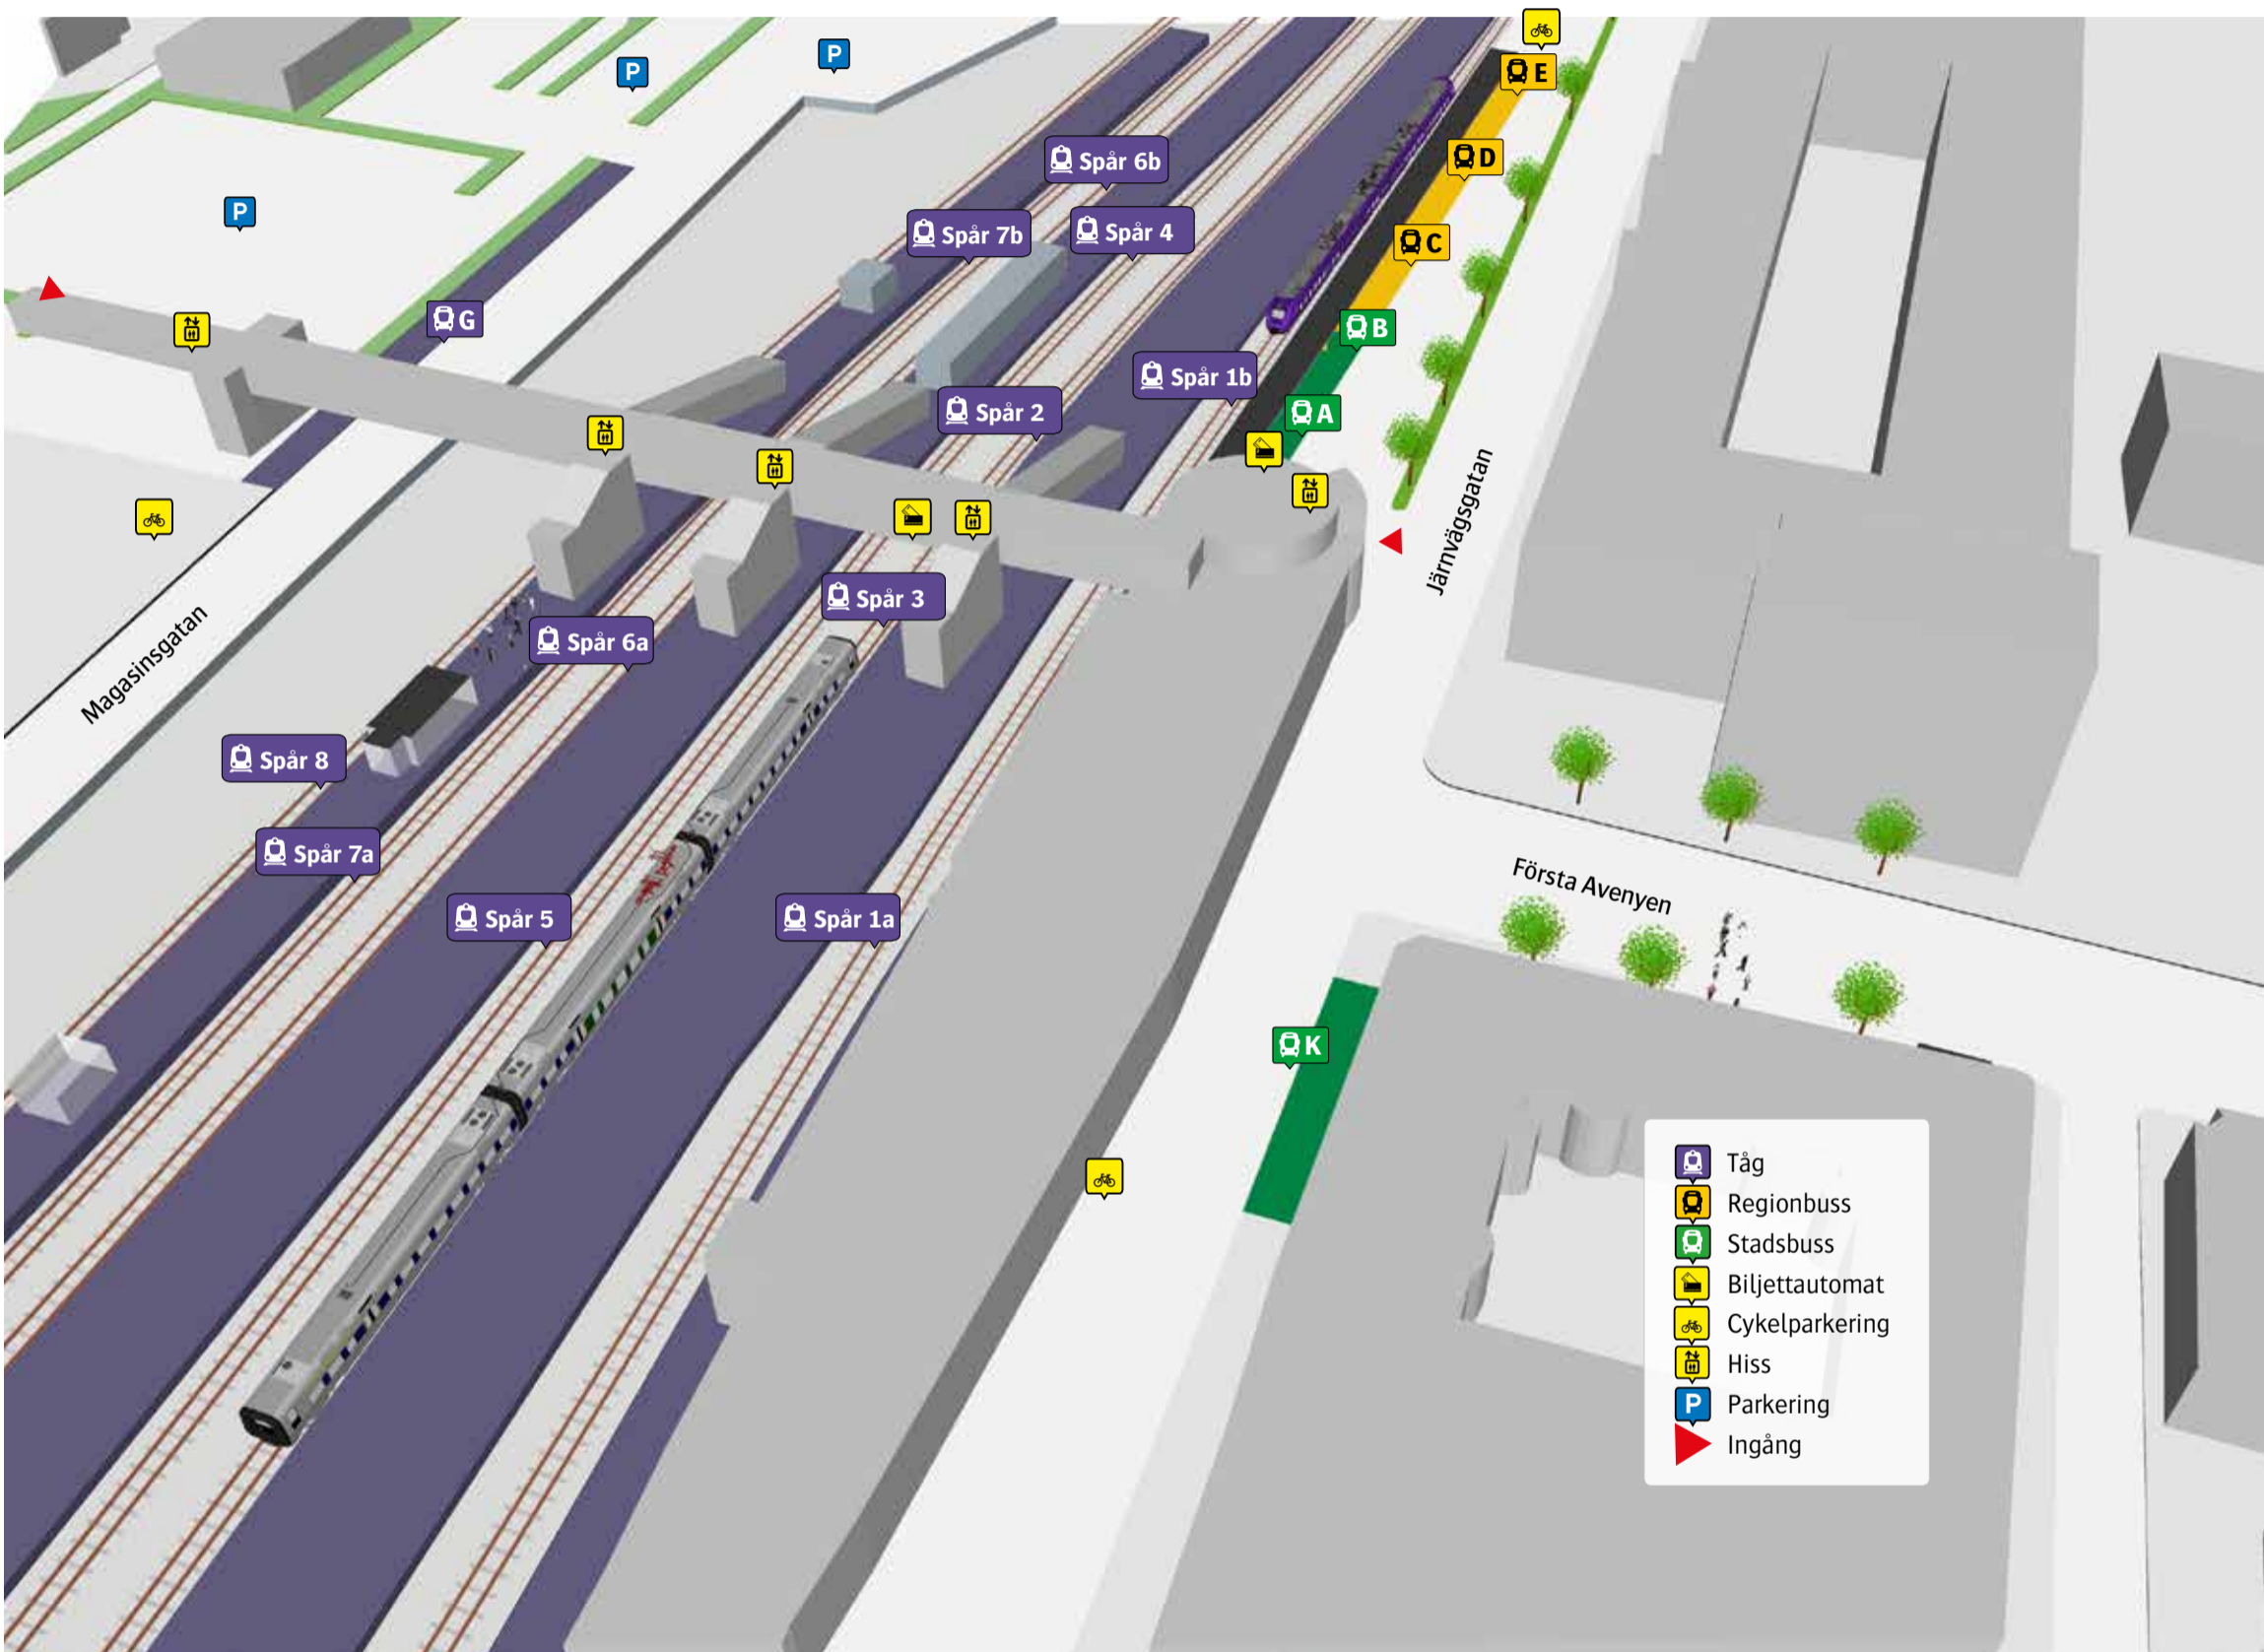 P
P
E
Spår 6b
D
P
Spår 7b
Spår 4
C
G
B
Spår 1b
Spår 2
A
Järnvägsgatan
Spår 3
Magasinsgatan
Spår 6a
Spår 8
Spår 7a
Första Avenyen
Spår 5
Spår 1a
K
Tåg
Regionbuss
Stadsbuss
Biljettautomat
Cykelparkering
Hiss
P Parkering
Ingång